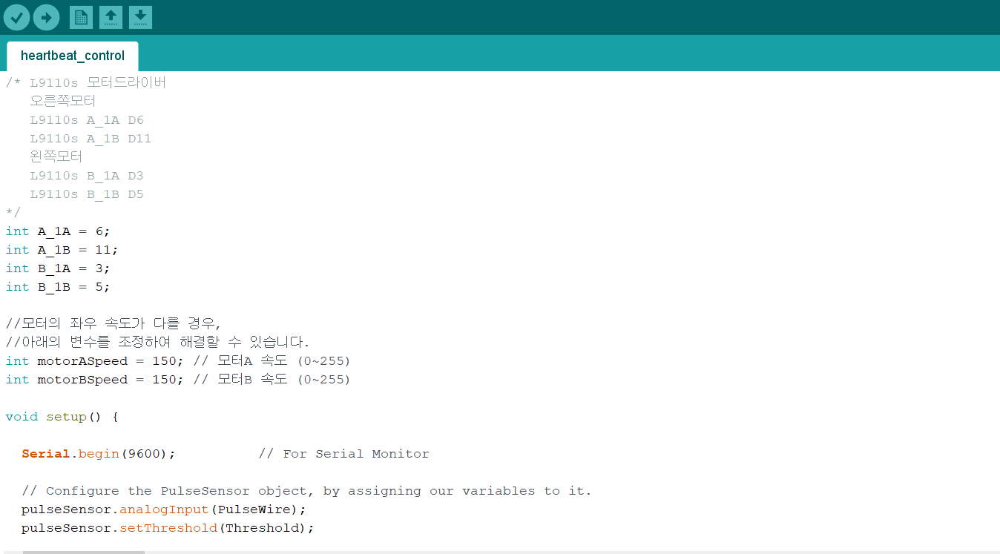 heartbeat_control
/* L9110s 모터드라이버
오른쪽모터
L9110s A_1A D6
L9110s A_1B D11
왼쪽모터
L9110s B_1A D3
L9110s B_1B D5
*/
int A_1A = 6;
int A_1B = 11;
int B_1A = 3;
int B_1B = 5;
//모터의 좌우 속도가 다를 경우,
//아래의 변수를 조정하여 해결할 수 있습니다.
int motorASpeed = 150; // 모터A 속도 (0~255)
int motorBSpeed = 150; // 모터B 속도 (0~255)
void setup() {
Serial.begin(9600); // For Serial Monitor
// Configure the PulseSensor object, by assigning our variables to it.
pulseSensor.analogInput(PulseWire);
pulseSensor.setThreshold(Threshold);